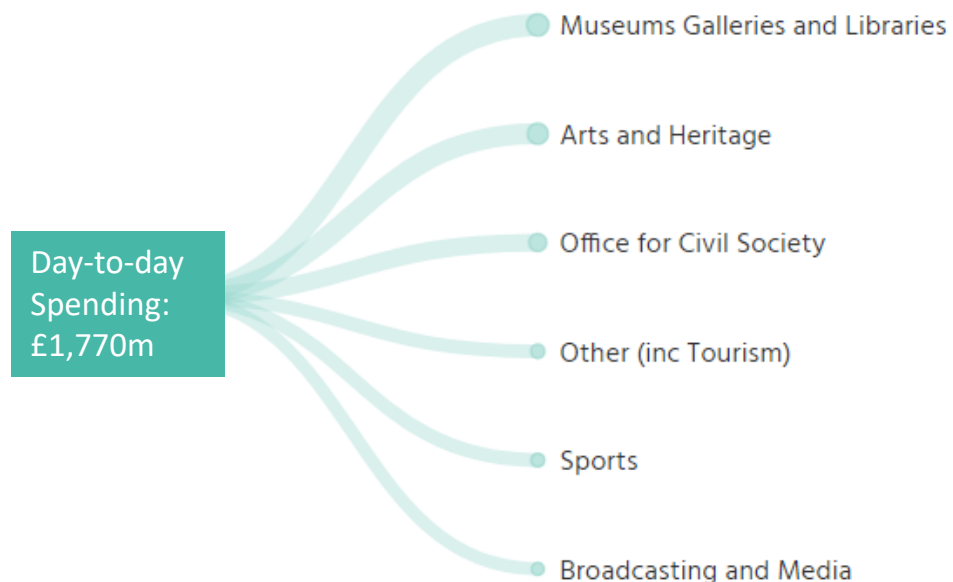 Museums Galleries and Libraries
Arts and Heritage
Office for Civil Society
Day-to-day
Spending:
£1,770m
Other (inc Tourism)
Sports
Broadcasting and Media